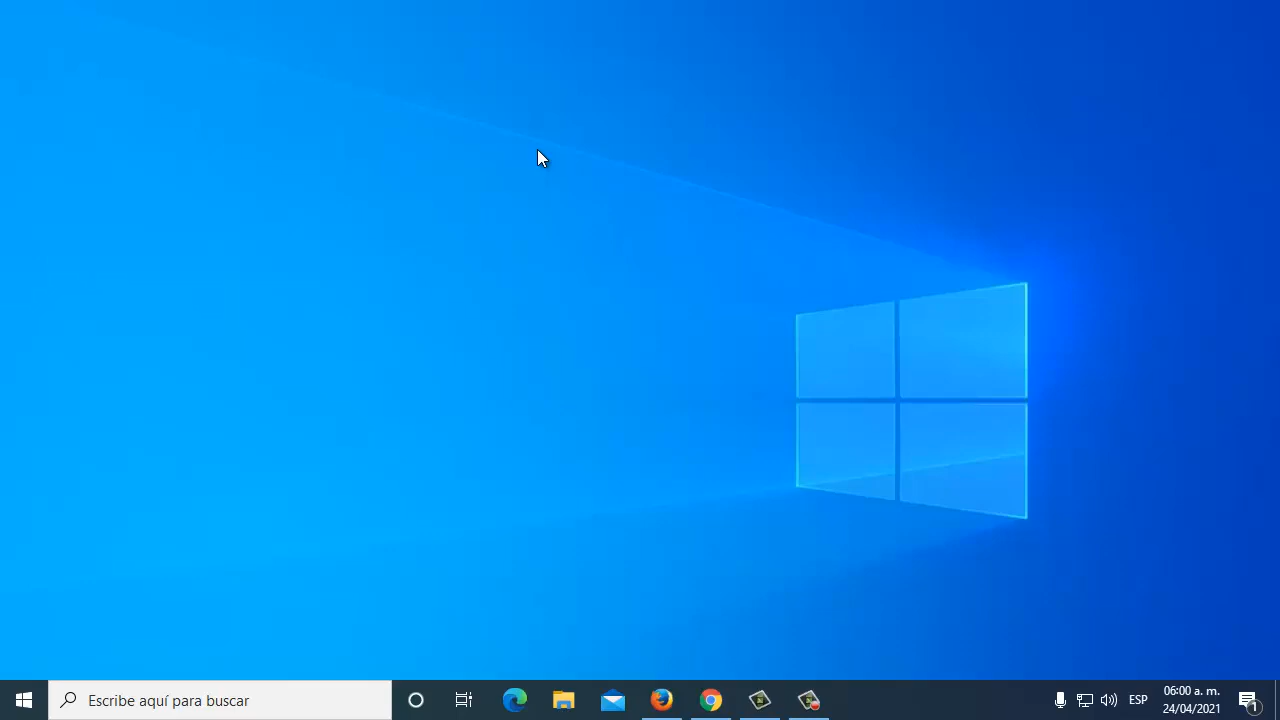 Escribe aquí para buscar
ESP
06:00 a. m.
24/04/2021
1